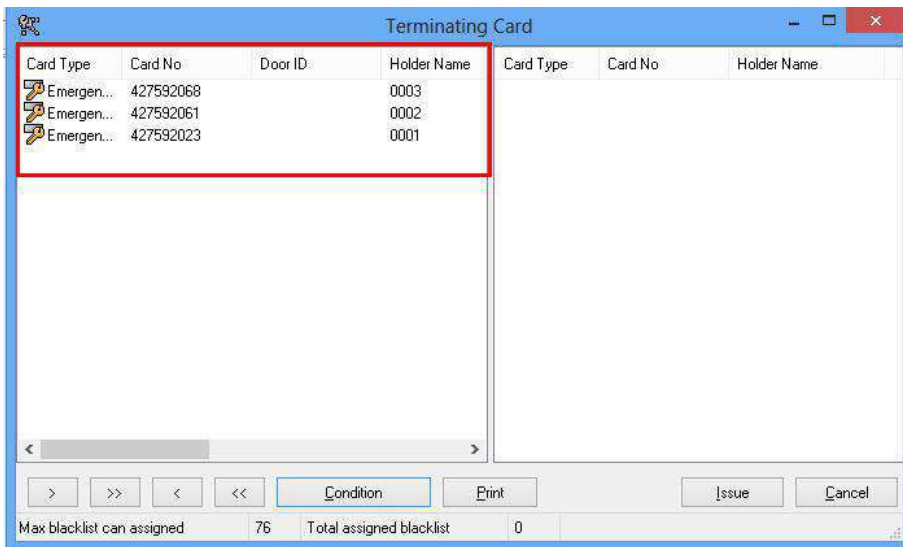 Terminating Card
Card Type Card No Door ID Holder Name Card Type Card No Holder Name
Emergen... 427592068 0003
Emergen... 427592061 0002
Emergen... 427592023 0001
< >
> >> < << Condition Print Issue Cancel
Max blacklist can assigned 76 Total assigned blacklist 0